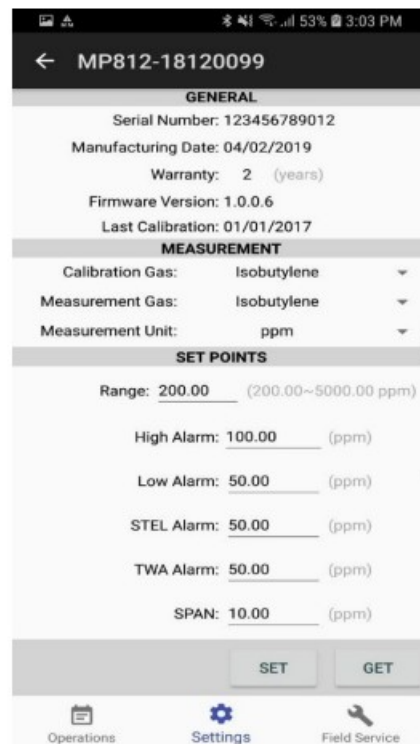 53% 3:03 PM
MP812-18120099
GENERAL
Serial Number: 123456789012
Manufacturing Date: 04/02/2019
Warranty: 2 (years)
Firmware Version: 1.0.0.6
Last Calibration: 01/01/2017
MEASUREMENT
Calibration Gas: Isobutylene
Measurement Gas: Isobutylene
Measurement Unit: ppm
SET POINTS
Range: 200.00 (200.00~5000.00 ppm)
High Alarm: 100.00 (ppm)
Low Alarm: 50.00 (ppm)
STEL Alarm: 50.00 (ppm)
TWA Alarm: 50.00 (ppm)
SPAN: 10.00 (ppm)
SET GET
Operations Settings Field Service